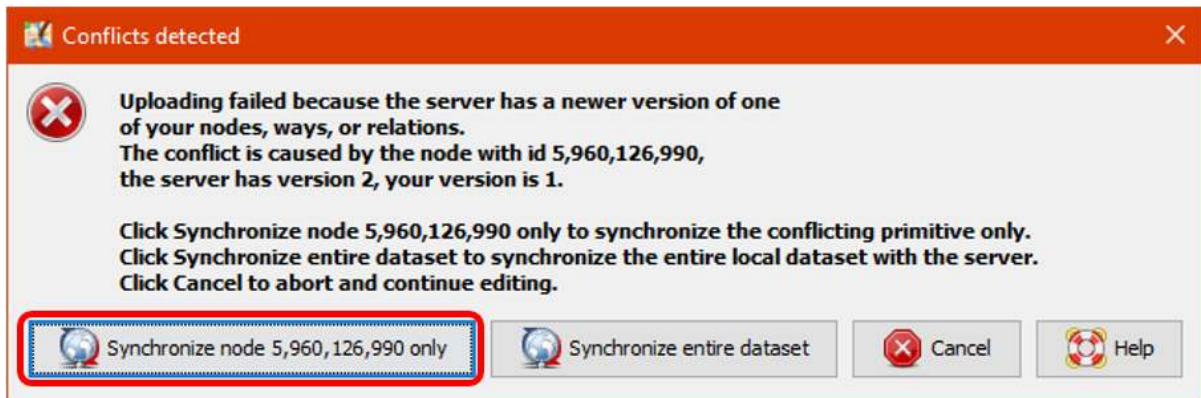 Conflicts detected
Uploading failed because the server has a newer version of one
of your nodes, ways, or relations.
The conflict is caused by the node with id 5,960,126,990,
the server has version 2, your version is 1.
Click Synchronize node 5,960,126,990 only to synchronize the conflicting primitive only.
Click Synchronize entire dataset to synchronize the entire local dataset with the server.
Click Cancel to abort and continue editing.
Synchronize node 5,960,126,990 only
Synchronize entire dataset
Cancel
Help